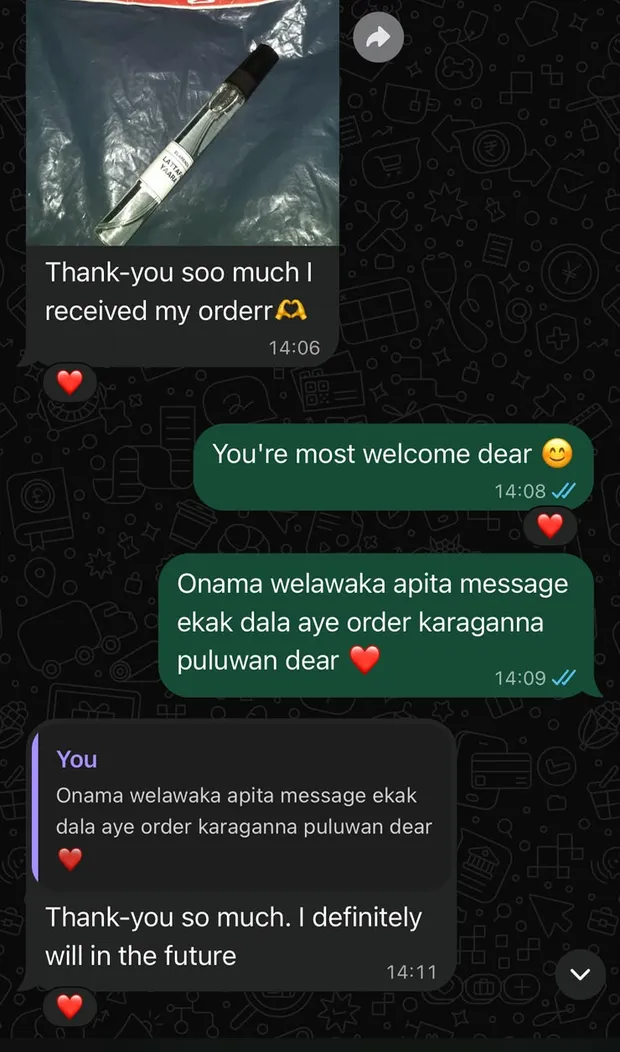 LATTAFA
YAARA
Thank-you soo much I
received my orderr🫶
14:06
❤️
You're most welcome dear 😊
14:08
❤️
Onama welawaka apita message
ekak dala aye order karaganna
puluwan dear ❤️
14:09
You
Onama welawaka apita message ekak
dala aye order karaganna puluwan dear
❤️
Thank-you so much. I definitely
will in the future
14:11
❤️